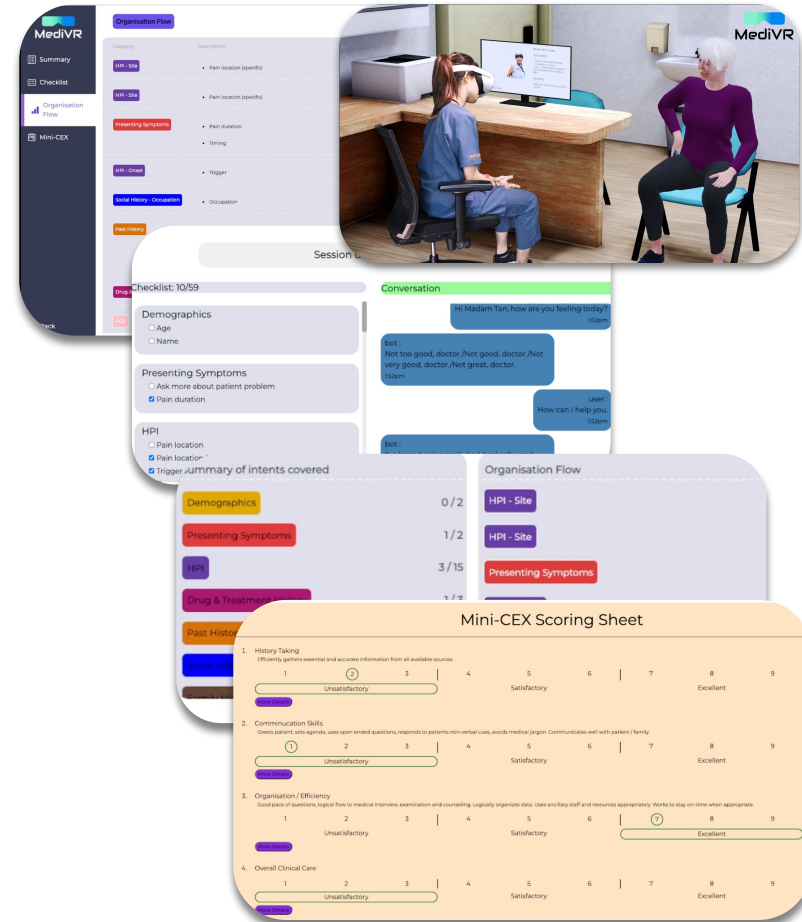 MediVR
Summary
Checklist
Organisation
Flow
Mini-CEX
Organisation Flow
Category
Description
HPI - Site
Pain location (specific)
HPI - Site
Pain location (specific)
Presenting Symptoms
Pain duration
Timing
HPI - Onset
Trigger
Social History - Occupation
Occupation
Past History
MediVR
Checklist: 10/59
Demographics
Age
Name
Presenting Symptoms
Ask more about patient problem
Pain duration
HPI
Pain location
Pain location
Trigger
Session
Conversation
Hi Madam Tan, how are you feeling today?
1:52pm
bot :
Not too good, doctor./Not good, doctor./Not
very good, doctor./Not great, doctor.
1:52pm
user :
How can i help you.
1:52pm
bot :
Summary of intents covered
Demographics 0 / 2
Presenting Symptoms 1 / 2
HPI 3 / 15
Drug & Treatment
Past History
Organisation Flow
HPI - Site
HPI - Site
Presenting Symptoms
Mini-CEX Scoring Sheet
1. History Taking
Efficiently gathers essential and accurate information from all available sources.
1 2 3 4 5 6 7 8 9
Unsatisfactory Satisfactory Excellent
More Details
2. Comminucation Skills
Greets patient, sets agenda, uses open ended questions, responds to patients non-verbal cues, avoids medical jargon. Communicates well with patient / family.
1 2 3 4 5 6 7 8 9
Unsatisfactory Satisfactory Excellent
More Details
3. Organisation / Efficiency
Good pace of questions, logical flow to medical interview, examination and counseling. Logically organizes data. Uses ancillary staff and resources appropriately. Works to stay on-time when appropriate.
1 2 3 4 5 6 7 8 9
Unsatisfactory Satisfactory Excellent
More Details
4. Overall Clinical Care
1 2 3 4 5 6 7 8 9
Unsatisfactory Satisfactory Excellent
More Details